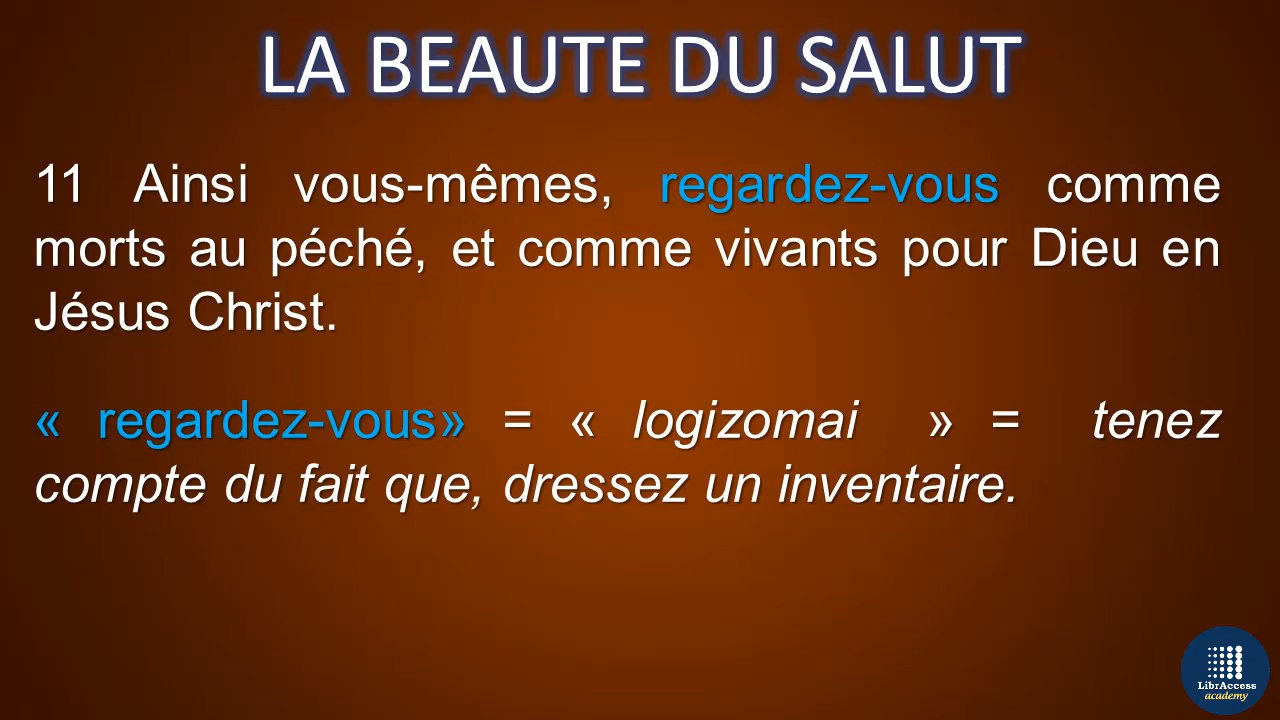 LA BEAUTE DU SALUT
11 Ainsi vous-mêmes, regardez-vous comme
morts au péché, et comme vivants pour Dieu en
Jésus Christ.
« regardez-vous» = « logizomai » = tenez
compte du fait que, dressez un inventaire.
LibrAccess
academy